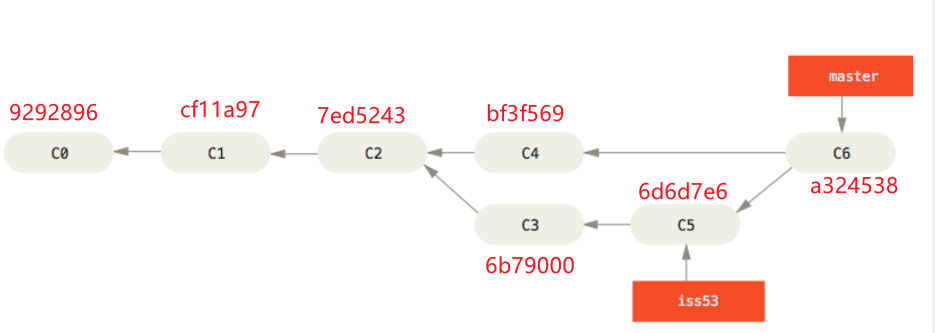 master
9292896
cf11a97
7ed5243
bf3f569
C0
C1
C2
C4
C6
a324538
6d6d7e6
C3
C5
6b79000
iss53